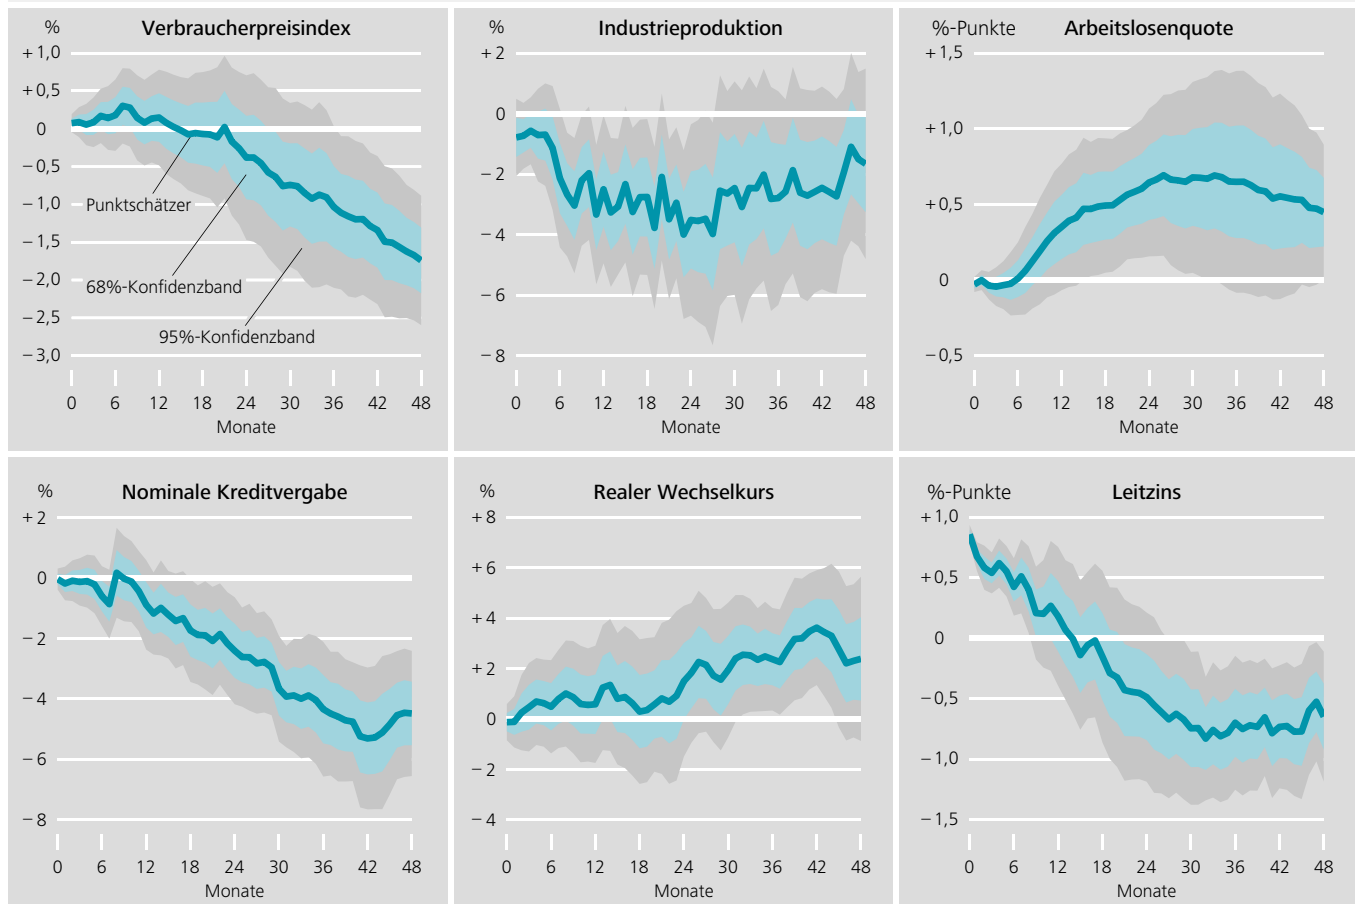 % Verbraucherpreisindex
+ 1,0
+ 0,5
0
− 0,5
− 1,0
− 1,5
− 2,0
− 2,5
− 3,0
Punktschätzer
68%-Konfidenzband
95%-Konfidenzband
0 6 12 18 24 30 36 42 48
Monate
% Industrieproduktion
+ 2
0
− 2
− 4
− 6
− 8
0 6 12 18 24 30 36 42 48
Monate
%-Punkte Arbeitslosenquote
+ 1,5
+ 1,0
+ 0,5
0
− 0,5
0 6 12 18 24 30 36 42 48
Monate
% Nominale Kreditvergabe
+ 2
0
− 2
− 4
− 6
− 8
0 6 12 18 24 30 36 42 48
Monate
% Realer Wechselkurs
+ 8
+ 6
+ 4
+ 2
0
− 2
− 4
0 6 12 18 24 30 36 42 48
Monate
%-Punkte Leitzins
+ 1,0
+ 0,5
0
− 0,5
− 1,0
− 1,5
0 6 12 18 24 30 36 42 48
Monate